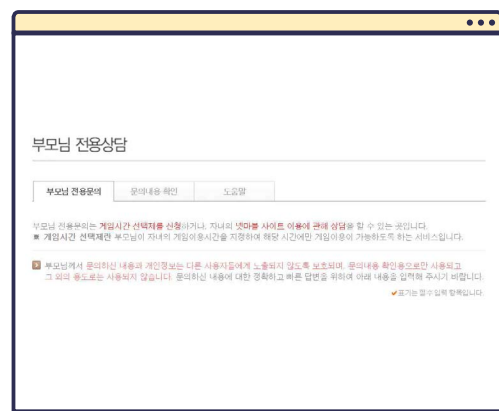 부모님 전용상담
부모님 전용문의 문의내용 확인 도움말
부모님 전용문의는 게임시간 선택제를 신청하거나, 자녀의 넷마블 사이트 이용에 관해 상담을 할 수 있는 곳입니다.
※ 게임시간 선택제란 부모님이 자녀의 게임이용시간을 지정하여 해당 시간에만 게임이용이 가능하도록 하는 서비스입니다.
부모님께서 문의하신 내용과 개인정보는 다른 사용자들에게 노출되지 않도록 보호되며, 문의내용 확인용도로만 사용되고
그 외의 용도로는 사용되지 않습니다. 문의하신 내용에 대한 정확하고 빠른 답변을 위하여 아래 내용을 입력해 주시기 바랍니다.
✔표기는 필수 입력 항목입니다.